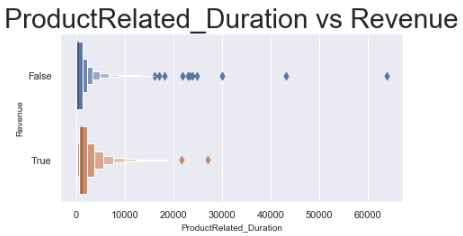 ProductRelated_Duration vs Revenue
False
True
Revenue
0 10000 20000 30000 40000 50000 60000
ProductRelated_Duration